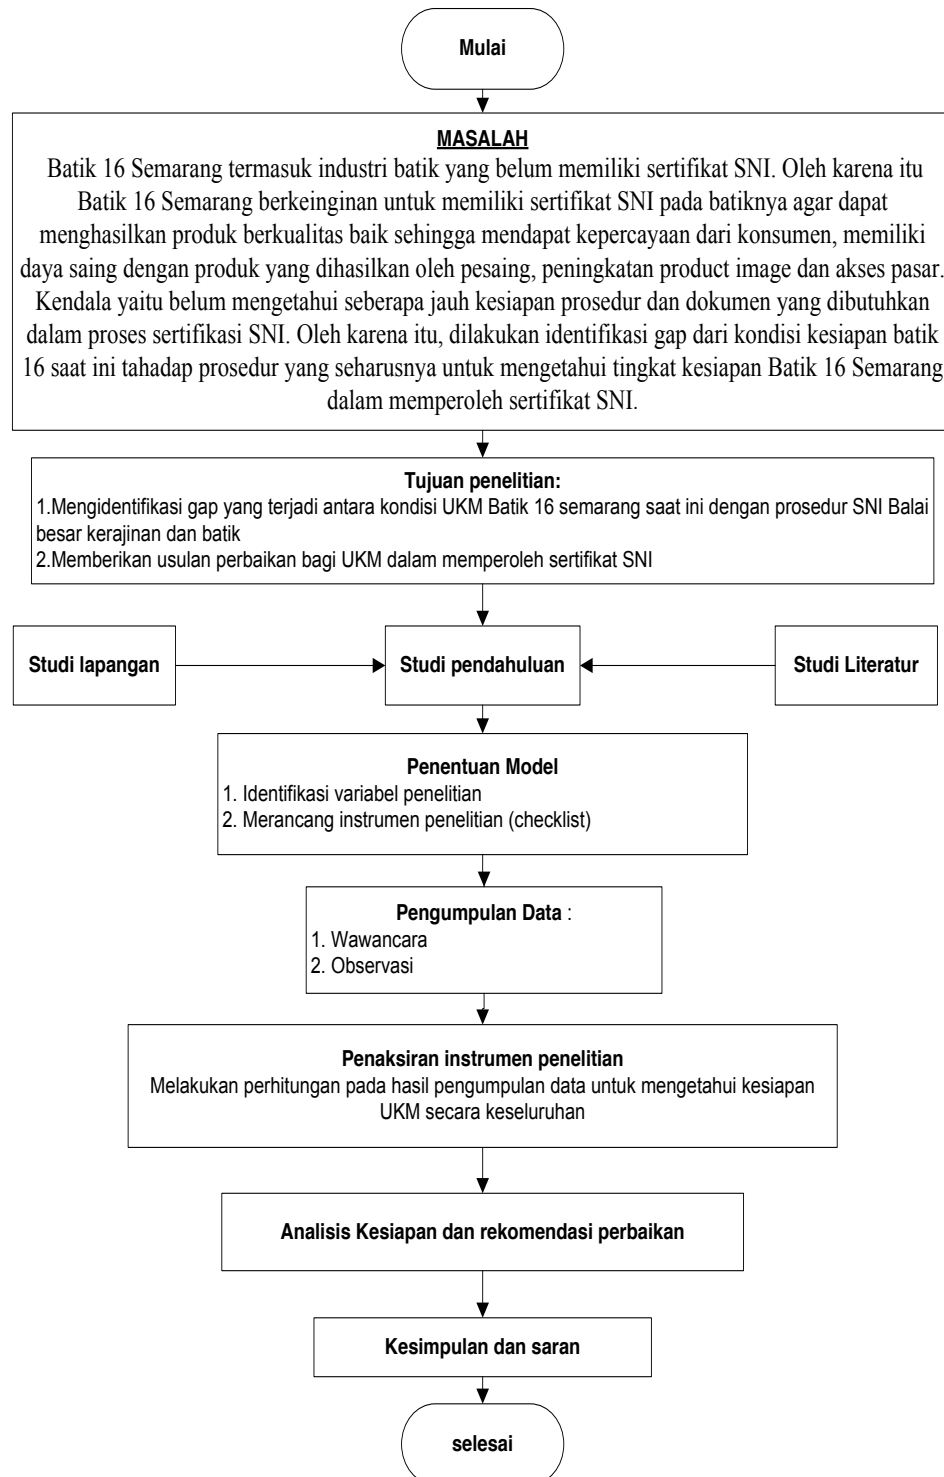 Mulai
MASALAH
Batik 16 Semarang termasuk industri batik yang belum memiliki sertifikat SNI. Oleh karena itu
Batik 16 Semarang berkeinginan untuk memiliki sertifikat SNI pada batiknya agar dapat
menghasilkan produk berkualitas baik sehingga mendapat kepercayaan dari konsumen, memiliki
daya saing dengan produk yang dihasilkan oleh pesaing, peningkatan product image dan akses pasar.
Kendala yaitu belum mengetahui seberapa jauh kesiapan prosedur dan dokumen yang dibutuhkan
dalam proses sertifikasi SNI. Oleh karena itu, dilakukan identifikasi gap dari kondisi kesiapan batik
16 saat ini tahadap prosedur yang seharusnya untuk mengetahui tingkat kesiapan Batik 16 Semarang
dalam memperoleh sertifikat SNI.
Tujuan penelitian:
1.Mengidentifikasi gap yang terjadi antara kondisi UKM Batik 16 semarang saat ini dengan prosedur SNI Balai
besar kerajinan dan batik
2.Memberikan usulan perbaikan bagi UKM dalam memperoleh sertifikat SNI
Studi lapangan
Studi pendahuluan
Studi Literatur
Penentuan Model
1. Identifikasi variabel penelitian
2. Merancang instrumen penelitian (checklist)
Pengumpulan Data :
1. Wawancara
2. Observasi
Penaksiran instrumen penelitian
Melakukan perhitungan pada hasil pengumpulan data untuk mengetahui kesiapan
UKM secara keseluruhan
Analisis Kesiapan dan rekomendasi perbaikan
Kesimpulan dan saran
selesai